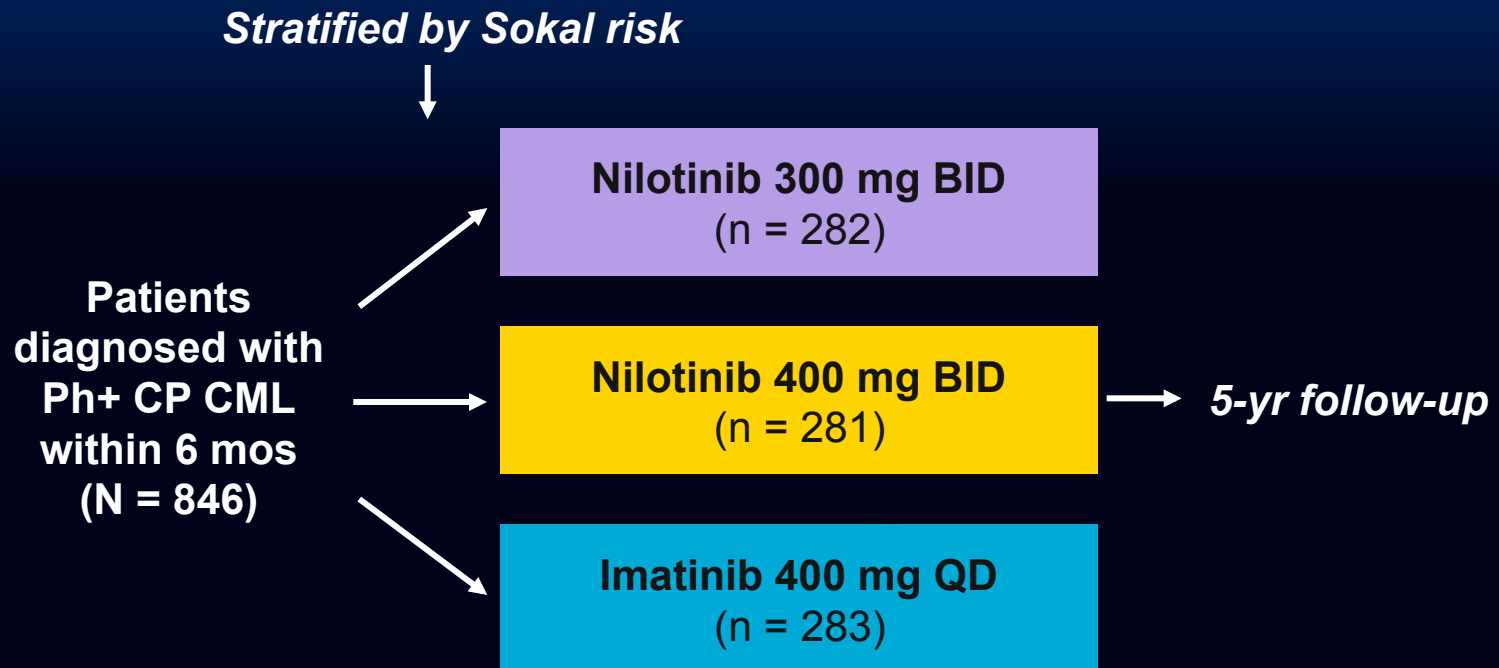 Stratified by Sokal risk
Patients
diagnosed with
Ph+ CP CML
within 6 mos
(N = 846)
Nilotinib 300 mg BID
(n = 282)
Nilotinib 400 mg BID
(n = 281)
Imatinib 400 mg QD
(n = 283)
5-yr follow-up